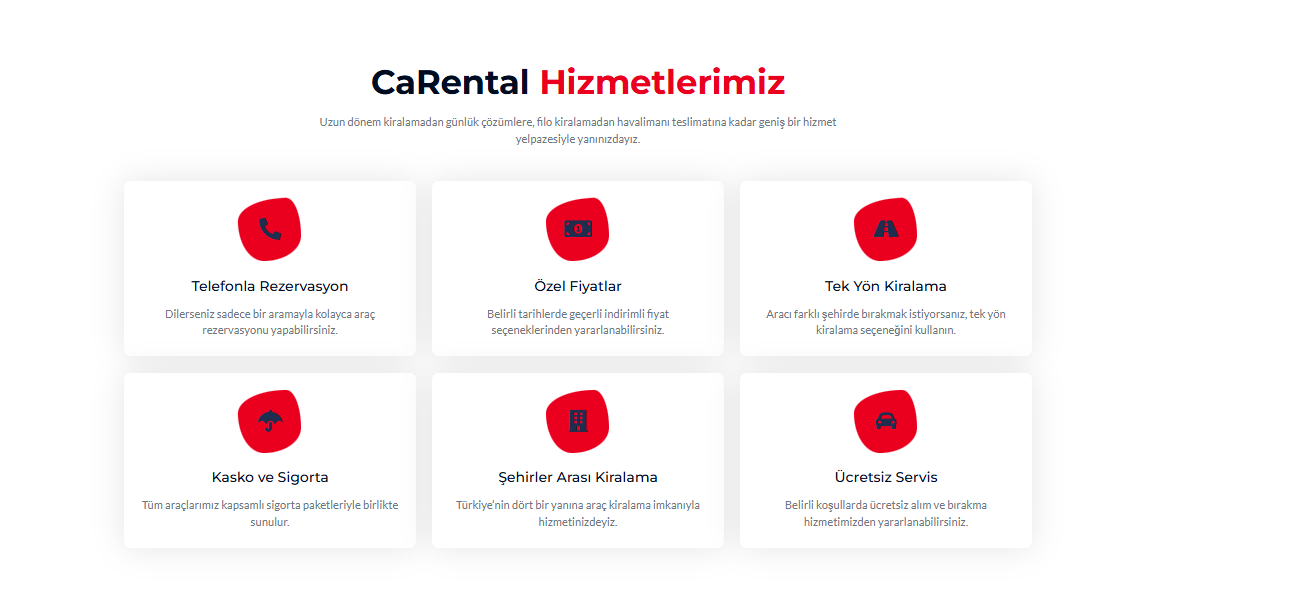 CaRental Hizmetlerimiz
Uzun dönem kiralamadan günlük çözümlere, filo kiralamadan havalimanı teslimatına kadar geniş bir hizmet
yelpazesiyle yanınızdayız.
Telefonla Rezervasyon
Dilerseniz sadece bir aramayla kolayca araç
rezervasyonu yapabilirsiniz.
Özel Fiyatlar
Belirli tarihlerde geçerli indirimli fiyat
seçeneklerinden yararlanabilirsiniz.
Tek Yön Kiralama
Aracı farklı şehirde bırakmak istiyorsanız, tek yön
kiralama seçeneğini kullanın.
Kasko ve Sigorta
Tüm araçlarımız kapsamlı sigorta paketleriyle birlikte
sunulur.
Şehirler Arası Kiralama
Türkiye'nin dört bir yanına araç kiralama imkanıyla
hizmetinizdeyiz.
Ücretsiz Servis
Belirli koşullarda ücretsiz alım ve bırakma
hizmetimizden yararlanabilirsiniz.